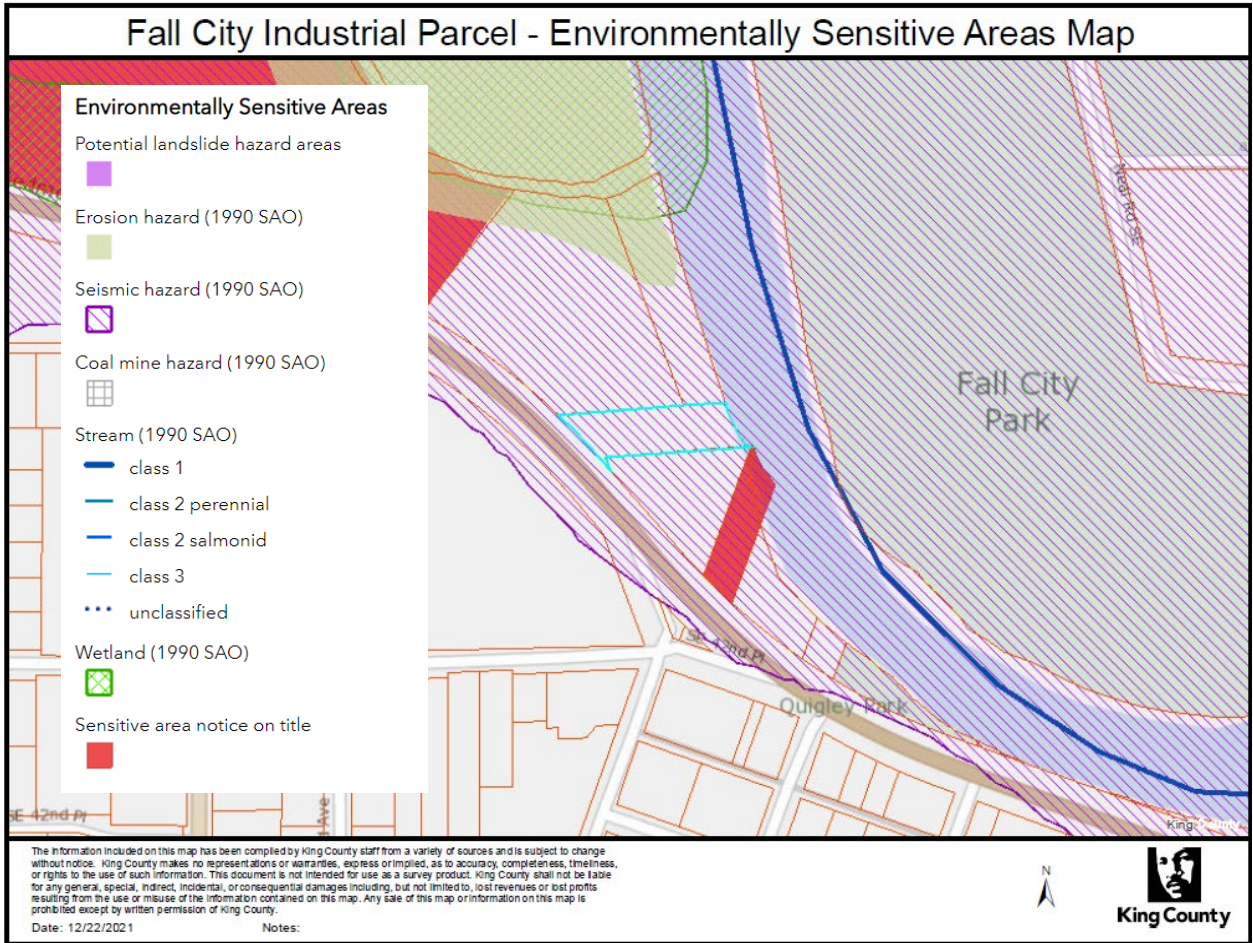 Fall City Industrial Parcel - Environmentally Sensitive Areas Map
Environmentally Sensitive Areas
Potential landslide hazard areas
Erosion hazard (1990 SAO)
Seismic hazard (1990 SAO)
Coal mine hazard (1990 SAO)
Stream (1990 SAO)
class 1
class 2 perennial
class 2 salmonid
class 3
unclassified
Wetland (1990 SAO)
Sensitive area notice on title
Neal Rd SE
Fall City
Park
SE 42nd Pl
Quigley Park
SE 42nd Pl
Ave
King
The information included on this map has been compiled by King County staff from a variety of sources and is subject to change
without notice. King County makes no representations or warranties, express or implied, as to accuracy, completeness, timeliness,
or rights to the use of such information. This document is not intended for use as a survey product. King County shall not be liable
for any general, special, indirect, incidental, or consequential damages including, but not limited to, lost revenues or lost profits
resulting from the use or misuse of the information contained on this map. Any sale of this map or information on this map is
prohibited except by written permission of King County.
Date: 12/22/2021 Notes:
N
King County